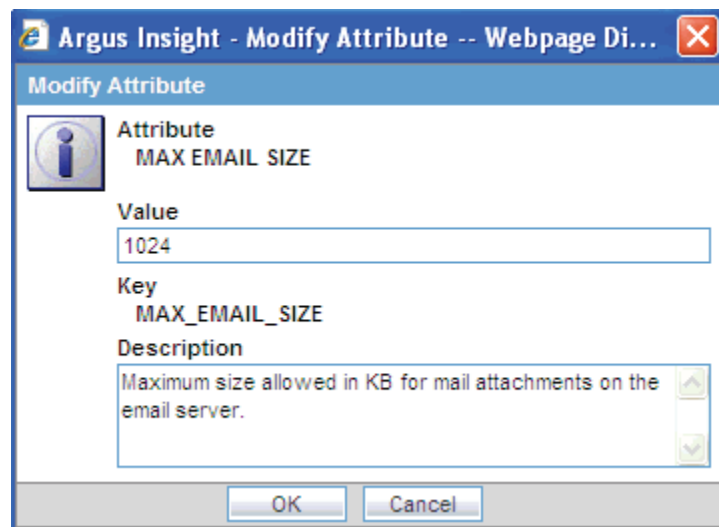 Argus Insight - Modify Attribute -- Webpage Di...
Modify Attribute
Attribute
MAX EMAIL SIZE
Value
1024
Key
MAX_EMAIL_SIZE
Description
Maximum size allowed in KB for mail attachments on the
email server.
OK Cancel